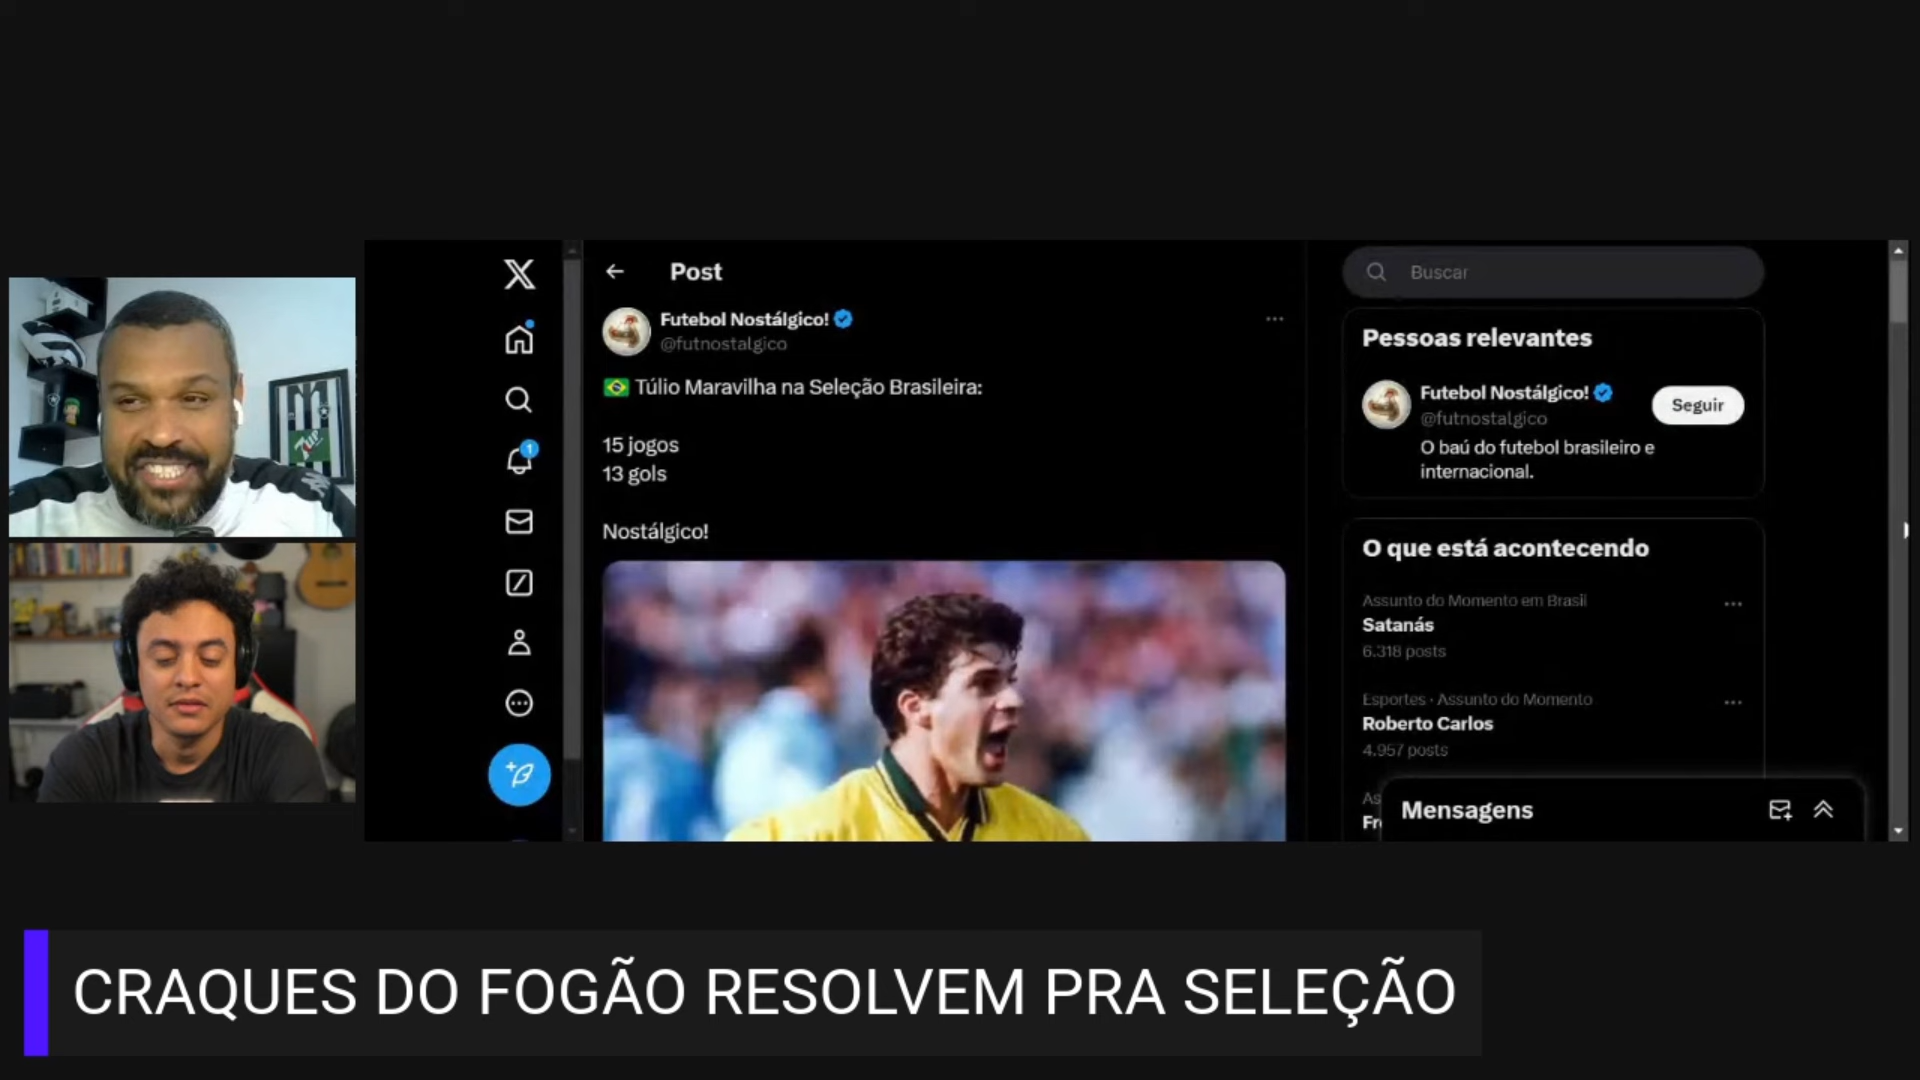 Post
Futebol Nostálgico!
@futnostalgico
🇧🇷 Túlio Maravilha na Seleção Brasileira:
15 jogos
13 gols
Nostálgico!
Buscar
Pessoas relevantes
Futebol Nostálgico!
@futnostalgico
Seguir
O baú do futebol brasileiro e
internacional.
O que está acontecendo
Assunto do Momento em Brasil
Satanás
6.318 posts
Esportes · Assunto do Momento
Roberto Carlos
4.957 posts
Mensagens
1
7UP
CRAQUES DO FOGÃO RESOLVEM PRA SELEÇÃO